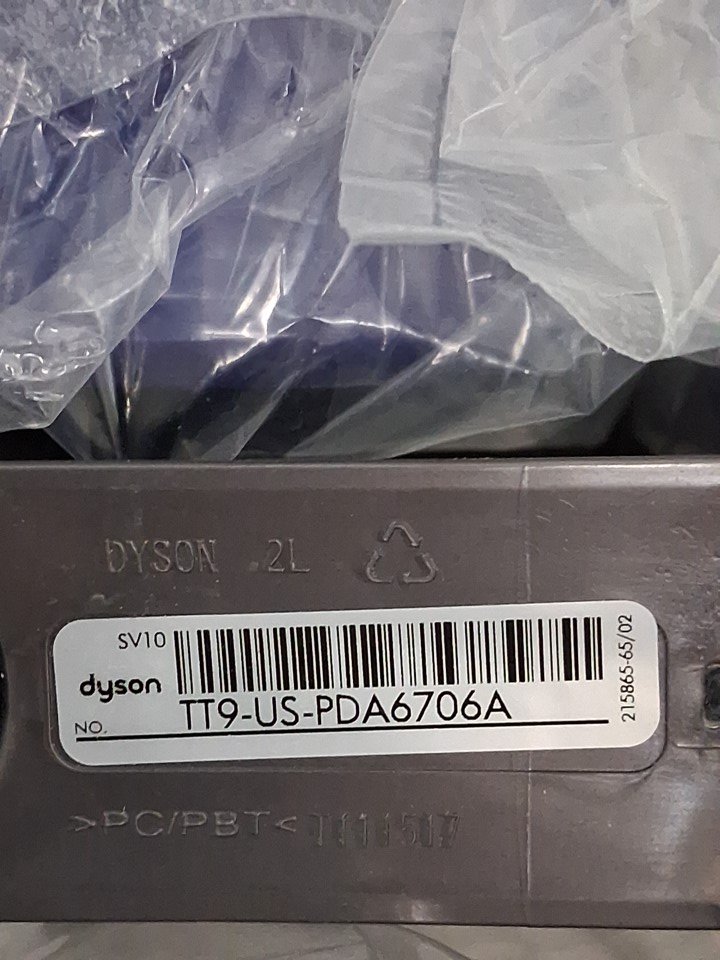 DYSON 2L
SV10
dyson
NO. TT9-US-PDA6706A
215865-65/02
>PC/PBT<